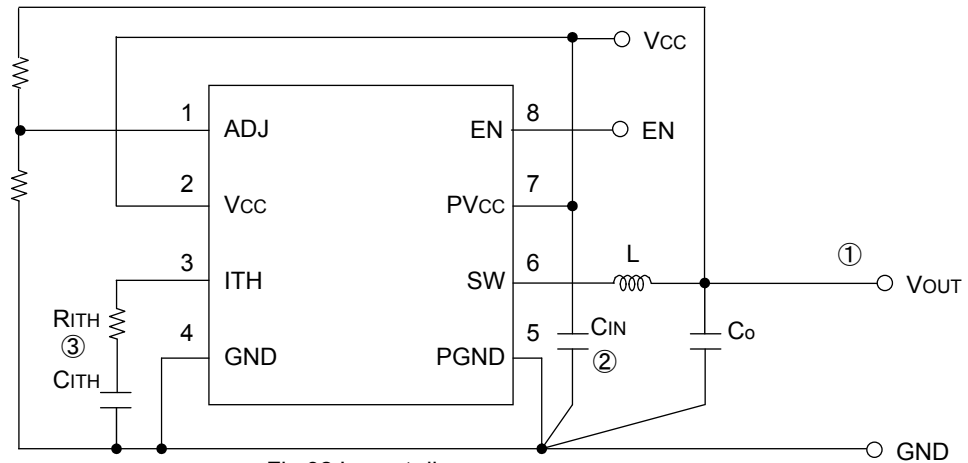 VCC
1
ADJ
EN
8
EN
2
VCC
PVCC
7
3
ITH
SW
6
L
①
VOUT
RITH
③
CITH
4
GND
PGND
5
CIN
②
Co
GND